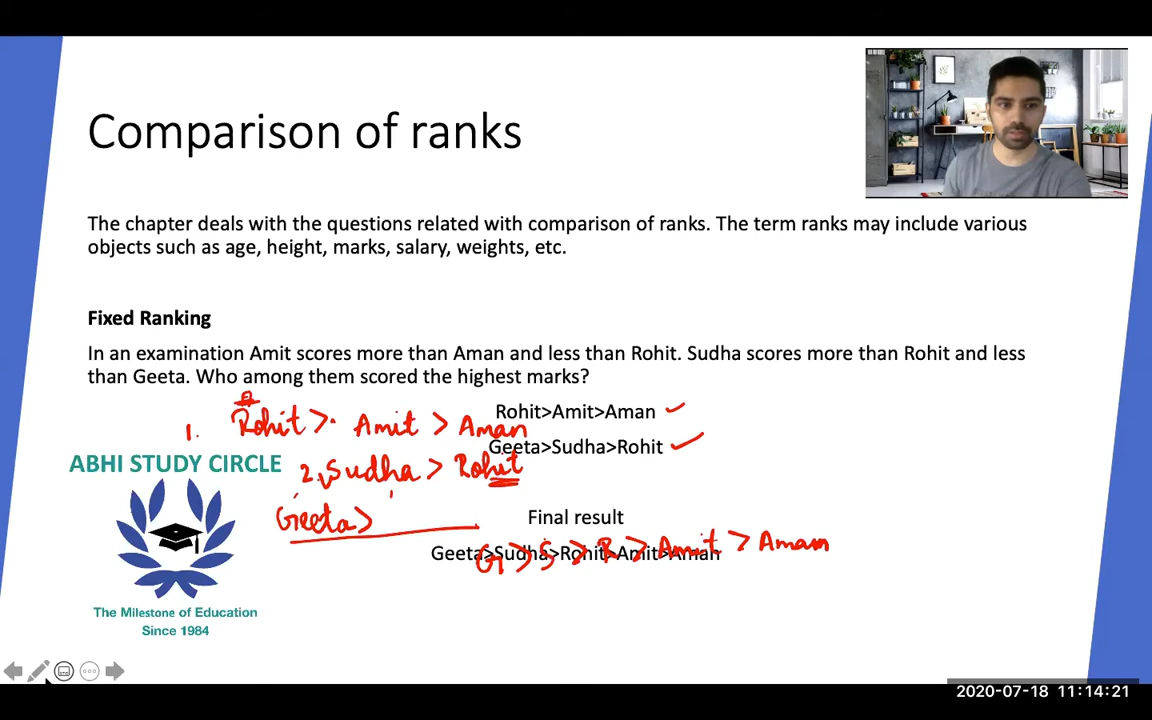 Comparison of ranks
The chapter deals with the questions related with comparison of ranks. The term ranks may include various
objects such as age, height, marks, salary, weights, etc.
Fixed Ranking
In an examination Amit scores more than Aman and less than Rohit. Sudha scores more than Rohit and less
than Geeta. Who among them scored the highest marks?
Rohit>Amit>Aman
1. Rohit > Amit > Aman
Geeta>Sudha>Rohit
ABHI STUDY CIRCLE
2. Sudha > Rohit
Geeta>
Final result
Geeta>Sudha>Rohit>Amit>Aman
G > S > R > Amit > Aman
The Milestone of Education
Since 1984
2020-07-18 11:14:21